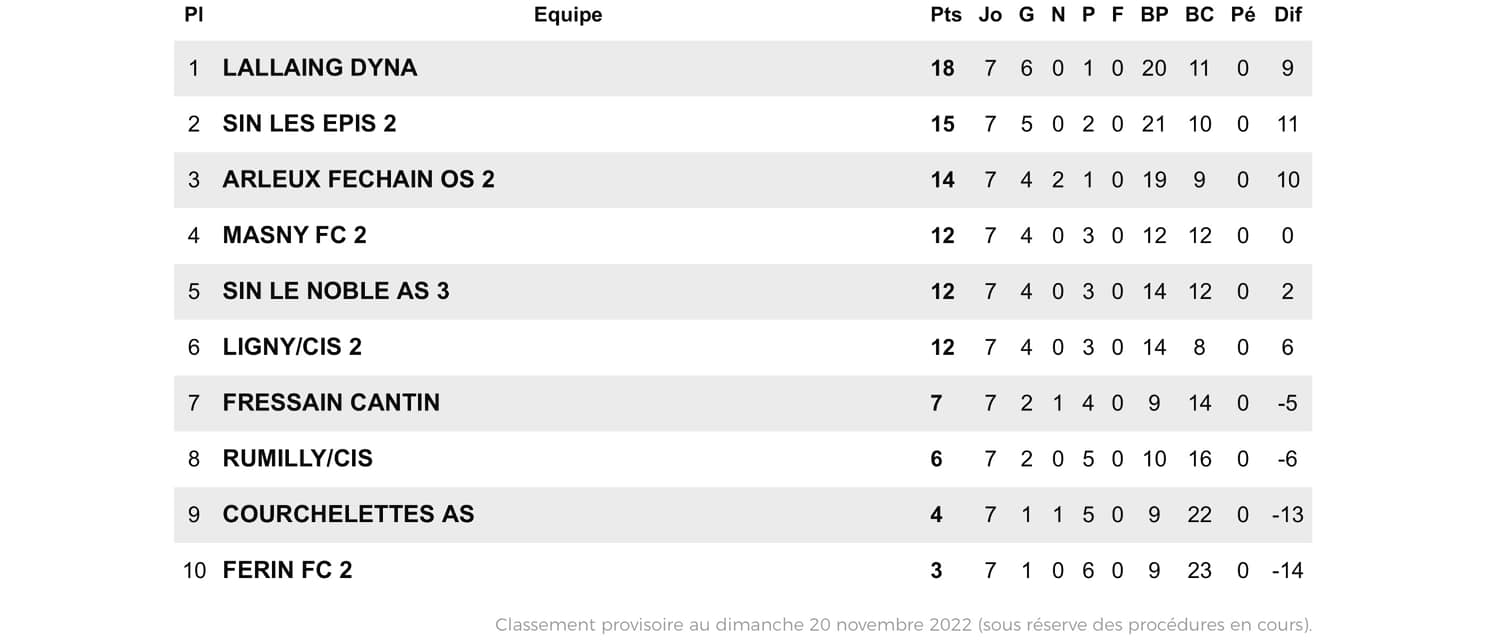 Pl Equipe Pts Jo G N P F BP BC Pé Dif
1 LALLAING DYNA 18 7 6 0 1 0 20 11 0 9
2 SIN LES EPIS 2 15 7 5 0 2 0 21 10 0 11
3 ARLEUX FECHAIN OS 2 14 7 4 2 1 0 19 9 0 10
4 MASNY FC 2 12 7 4 0 3 0 12 12 0 0
5 SIN LE NOBLE AS 3 12 7 4 0 3 0 14 12 0 2
6 LIGNY/CIS 2 12 7 4 0 3 0 14 8 0 6
7 FRESSAIN CANTIN 7 7 2 1 4 0 9 14 0 -5
8 RUMILLY/CIS 6 7 2 0 5 0 10 16 0 -6
9 COURCHELETTES AS 4 7 1 1 5 0 9 22 0 -13
10 FERIN FC 2 3 7 1 0 6 0 9 23 0 -14
Classement provisoire au dimanche 20 novembre 2022 (sous réserve des procédures en cours).